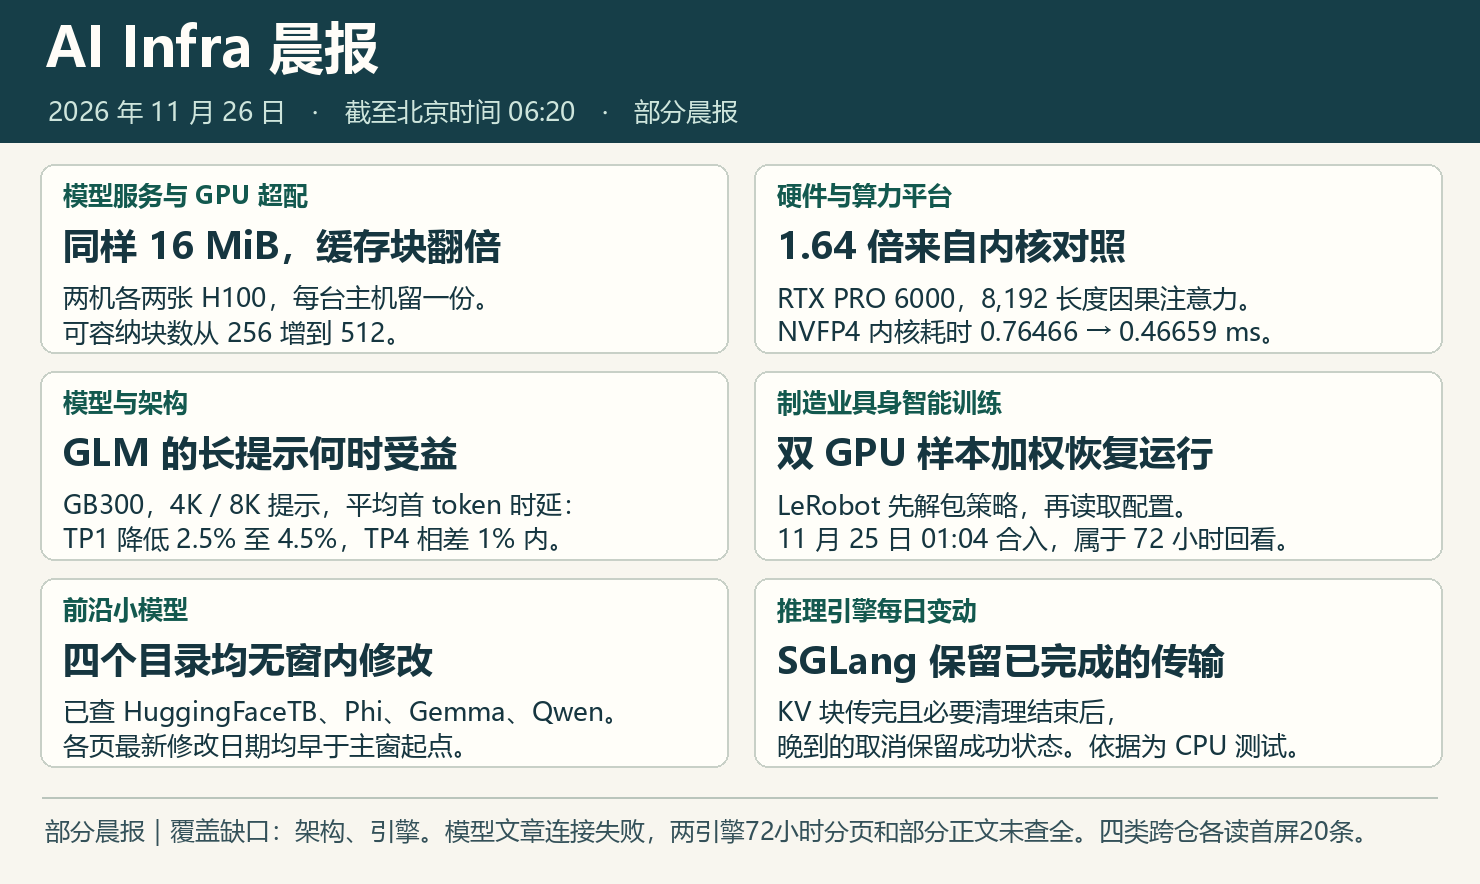 AI Infra 晨报
2026 年 11 月 26 日 · 截至北京时间 06:20 · 部分晨报
模型服务与 GPU 超配
同样 16 MiB，缓存块翻倍
两机各两张 H100，每台主机留一份。
可容纳块数从 256 增到 512。
硬件与算力平台
1.64 倍来自内核对照
RTX PRO 6000，8,192 长度因果注意力。
NVFP4 内核耗时 0.76466 → 0.46659 ms。
模型与架构
GLM 的长提示何时受益
GB300，4K / 8K 提示，平均首 token 时延：
TP1 降低 2.5% 至 4.5%，TP4 相差 1% 内。
制造业具身智能训练
双 GPU 样本加权恢复运行
LeRobot 先解包策略，再读取配置。
11 月 25 日 01:04 合入，属于 72 小时回看。
前沿小模型
四个目录均无窗内修改
已查 HuggingFaceTB、Phi、Gemma、Qwen。
各页最新修改日期均早于主窗起点。
推理引擎每日变动
SGLang 保留已完成的传输
KV 块传完且必要清理结束后，
晚到的取消保留成功状态。依据为 CPU 测试。
部分晨报｜覆盖缺口：架构、引擎。模型文章连接失败，两引擎72小时分页和部分正文未查全。四类跨仓各读首屏20条。